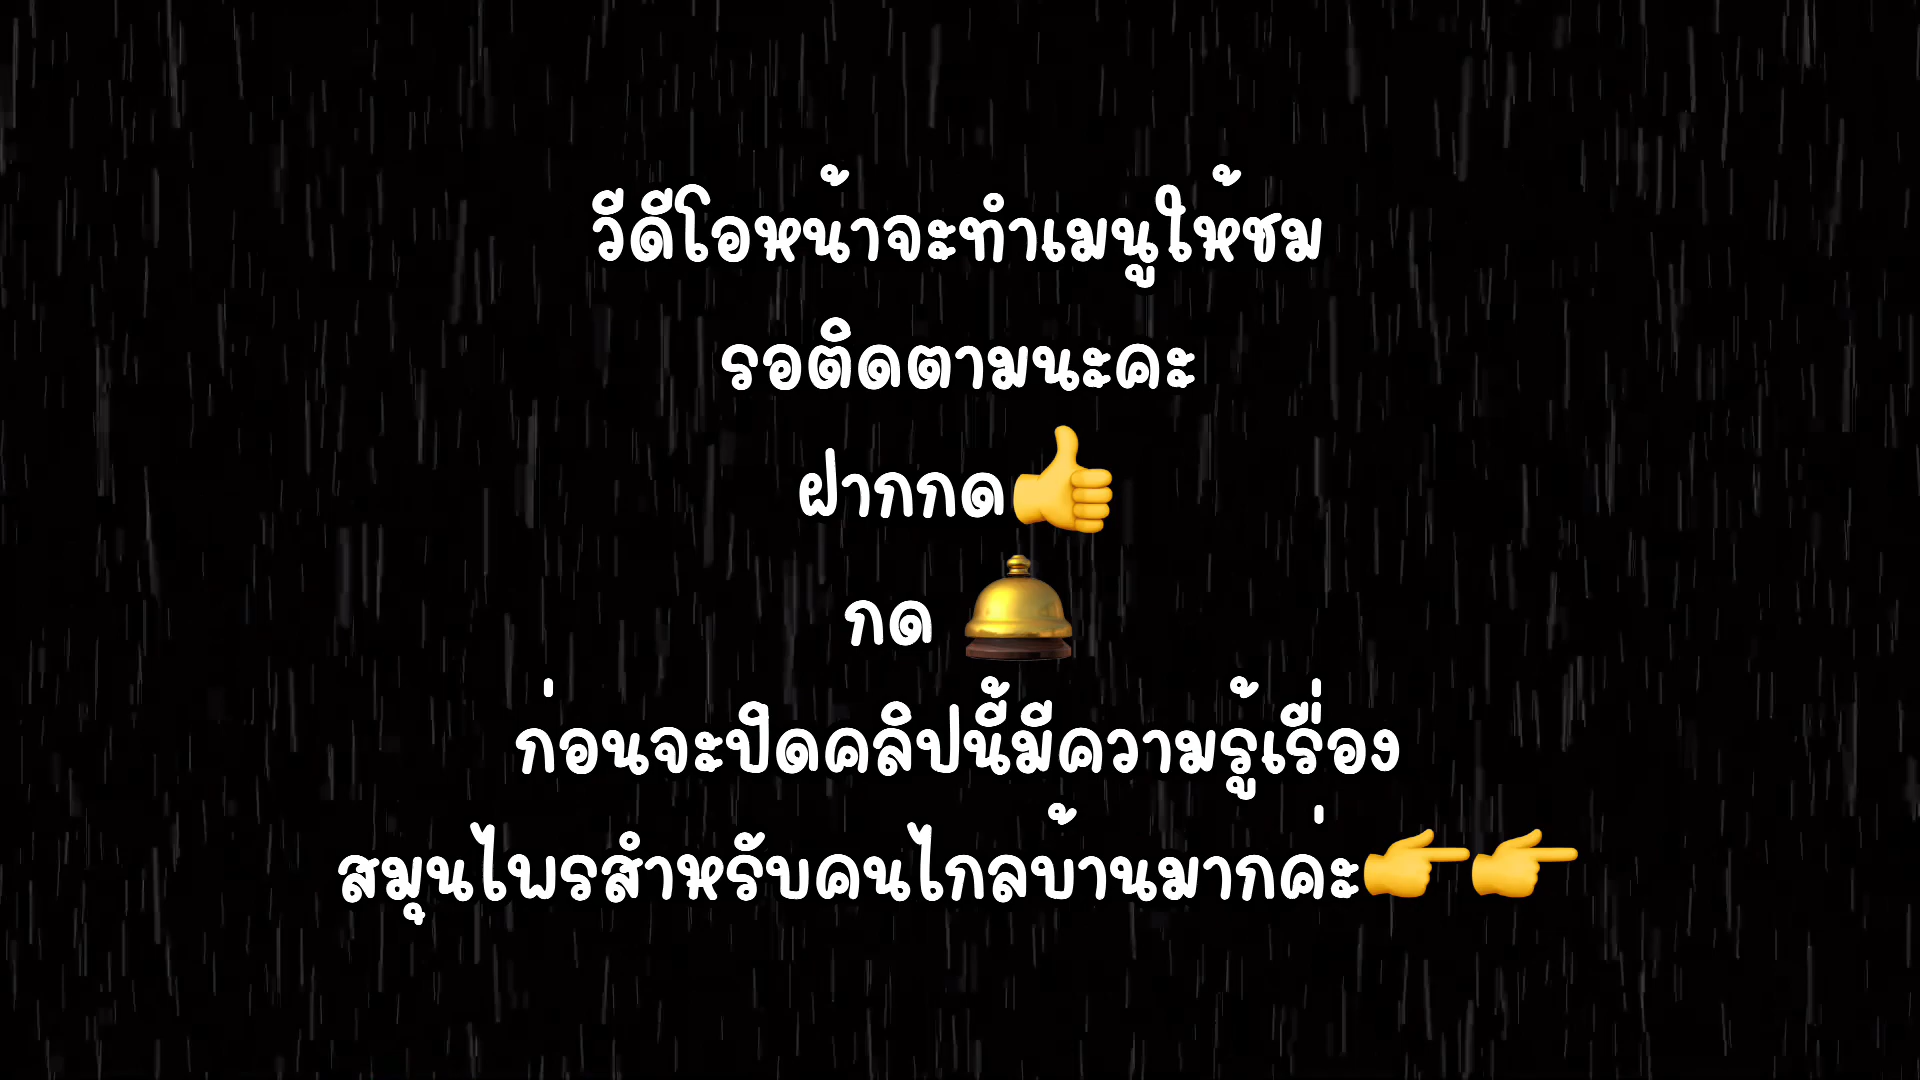 วีดีโอหน้าจะทำเมนูให้ชม
รอติดตามนะคะ
ฝากกด👍
กด 🛎️
ก่อนจะปิดคลิปนี้มีความรู้เรื่อง
สมุนไพรสำหรับคนไกลบ้านมากค่ะ👉👉